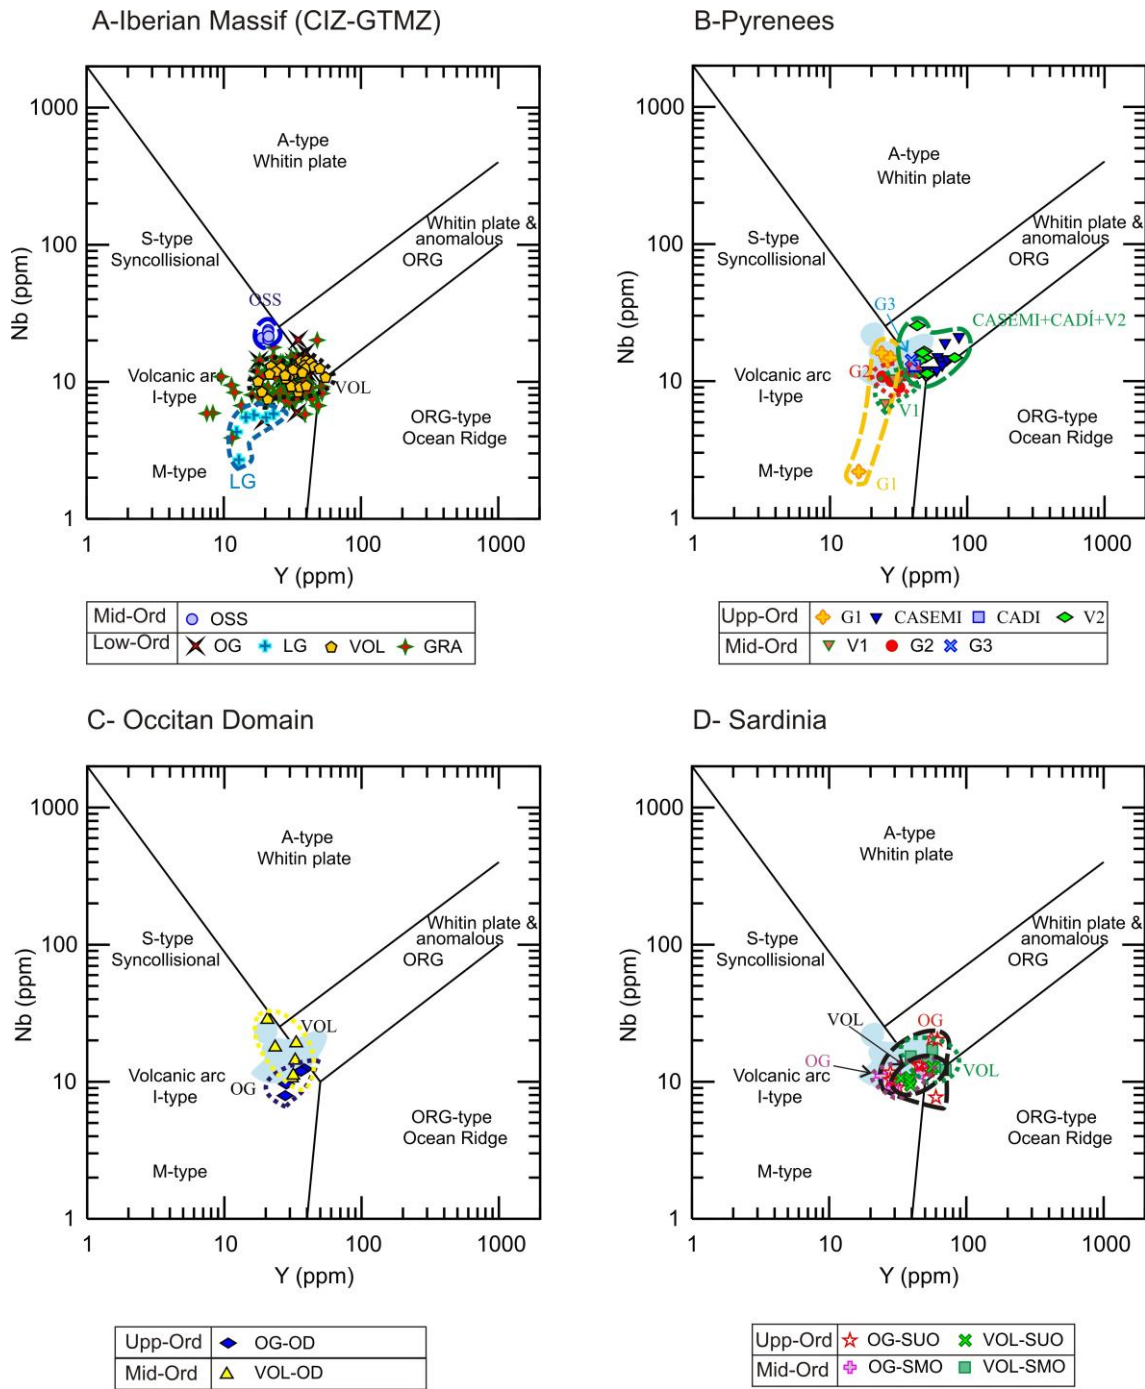 A-Iberian Massif (CIZ-GTMZ)
1000
100
10
1
Nb (ppm)
A-type
Whitin plate
S-type
Syncollisional
Whitin plate &
anomalous
ORG
OSS
Volcanic arc
I-type
VOL
ORG-type
Ocean Ridge
M-type
LG
1
10
100
1000
Y (ppm)
Mid-Ord OSS
Low-Ord OG LG VOL GRA
B-Pyrenees
1000
100
10
1
Nb (ppm)
A-type
Whitin plate
S-type
Syncollisional
Whitin plate &
anomalous
ORG
G3
CASEMI+CADÍ+V2
G2
Volcanic arc
I-type
V1
ORG-type
Ocean Ridge
M-type
G1
1
10
100
1000
Y (ppm)
Upp-Ord G1 CASEMI CADI V2
Mid-Ord V1 G2 G3
C- Occitan Domain
1000
100
10
1
Nb (ppm)
A-type
Whitin plate
S-type
Syncollisional
Whitin plate &
anomalous
ORG
VOL
Volcanic arc OG
I-type
ORG-type
Ocean Ridge
M-type
1
10
100
1000
Y (ppm)
Upp-Ord OG-OD
Mid-Ord VOL-OD
D- Sardinia
1000
100
10
1
Nb (ppm)
A-type
Whitin plate
S-type
Syncollisional
Whitin plate &
anomalous
ORG
VOL
OG
OG
VOL
Volcanic arc
I-type
ORG-type
Ocean Ridge
M-type
1
10
100
1000
Y (ppm)
Upp-Ord OG-SUO VOL-SUO
Mid-Ord OG-SMO VOL-SMO